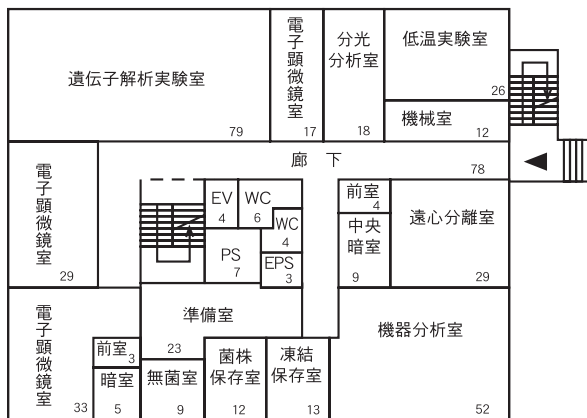 遺伝子解析実験室
79
電子顕微鏡室
17
分光
分析室
18
低温実験室
26
機械室
12
廊 下
78
電子顕微鏡室
29
EV
4
WC
6
WC
4
PS
7
EPS
3
前室
4
中央
暗室
9
遠心分離室
29
電子顕微鏡室
33
前室
3
暗室
5
準備室
23
無菌室
9
菌株
保存室
12
凍結
保存室
13
機器分析室
52